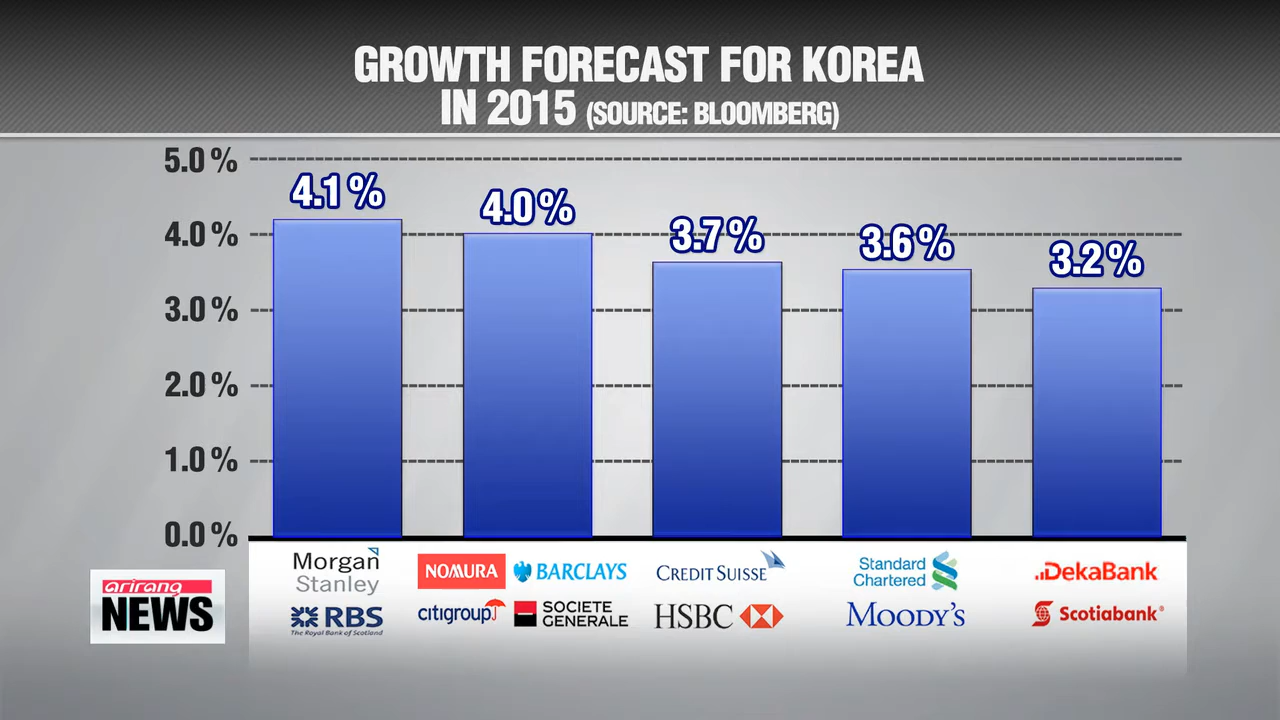 GROWTH FORECAST FOR KOREA
IN 2015 (SOURCE: BLOOMBERG)
5.0%
4.0%
3.0%
2.0%
1.0%
0.0%
4.1%
4.0%
3.7%
3.6%
3.2%
Morgan
Stanley
RBS
The Royal Bank of Scotland
NOMURA
BARCLAYS
citigroup
SOCIETE
GENERALE
CREDIT SUISSE
HSBC
Standard
Chartered
MOODY'S
DekaBank
Scotiabank®
arirang
NEWS